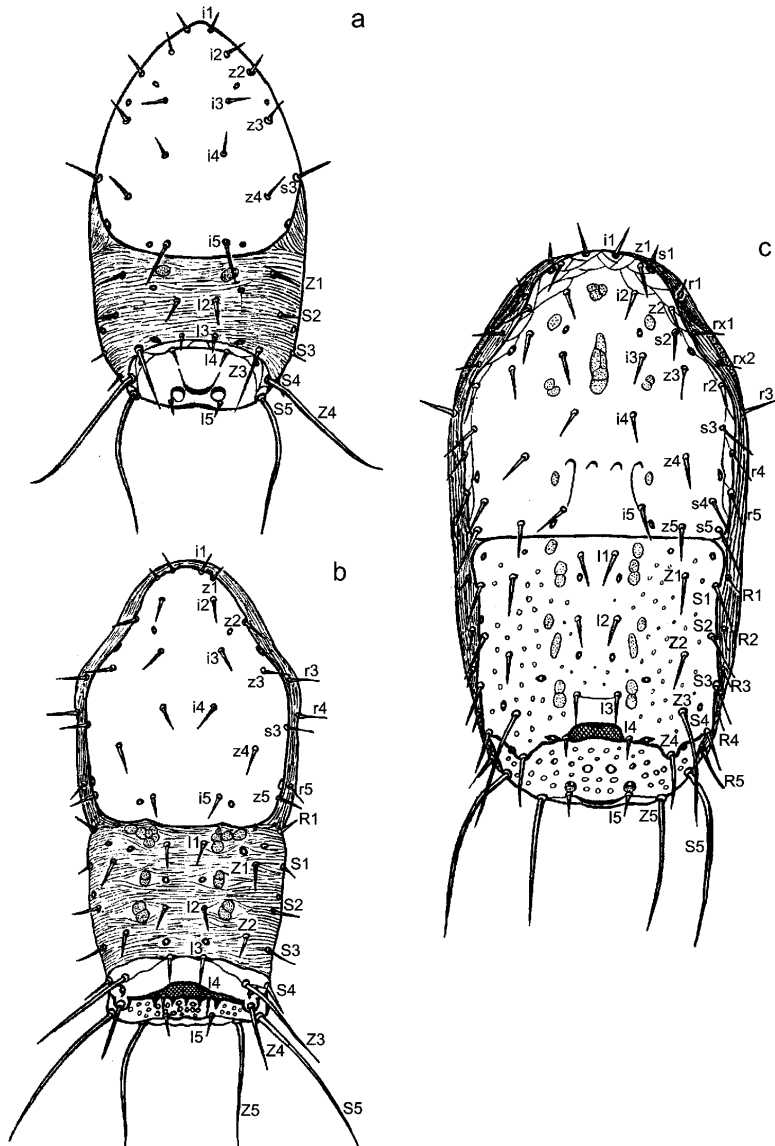 a
i1
i2
z2
i3
z3
i4
s3
z4
i5
Z1
I2
S2
I3
S3
I4
Z3
S4
I5
S5
Z4
b
i1
z1
i2
z2
i3
z3
r3
i4
r4
s3
z4
i5
z5
r5
R1
I1
Z1
S1
I2
S2
Z2
I3
S3
I4
S4
I5
Z4
Z3
Z5
S5
c
i1
z1
s1
r1
i2
z2
rx1
s2
i3
z3
rx2
r2
r3
i4
s3
z4
r4
s4
i5
z5
s5
r5
I1
Z1
S1
R1
I2
S2
R2
Z2
S3
R3
I3
Z3
I4
S4
Z4
R4
R5
I5
Z5
S5